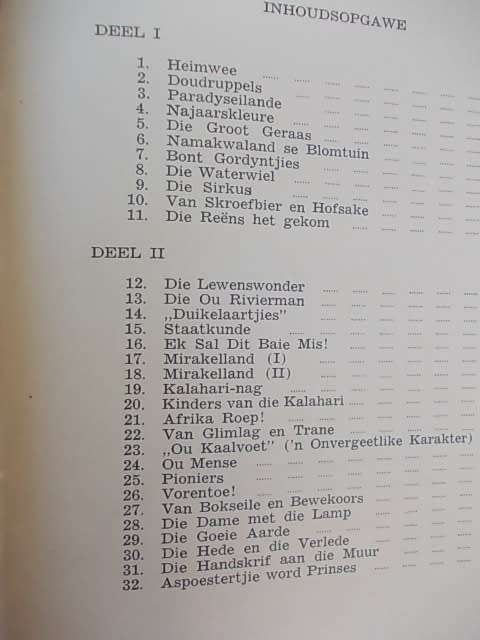 INHOUDSOPGAWE
DEEL I
1. Heimwee
2. Doudruppels
3. Paradyseilande
4. Najaarskleure
5. Die Groot Geraas
6. Namakwaland se Blomtuin
7. Bont Gordyntjies
8. Die Waterwiel
9. Die Sirkus
10. Van Skroefbier en Hofsake
11. Die Reëns het gekom
DEEL II
12. Die Lewenswonder
13. Die Ou Rivierman
14. „Duikelaartjies”
15. Staatkunde
16. Ek Sal Dit Baie Mis!
17. Mirakelland (I)
18. Mirakelland (II)
19. Kalahari-nag
20. Kinders van die Kalahari
21. Afrika Roep!
22. Van Glimlag en Trane
23. „Ou Kaalvoet” ('n Onvergeetlike Karakter)
24. Ou Mense
25. Pioniers
26. Vorentoe!
27. Van Bokseile en Bewekoors
28. Die Dame met die Lamp
29. Die Goeie Aarde
30. Die Hede en die Verlede
31. Die Handskrif aan die Muur
32. Aspoestertjie word Prinses